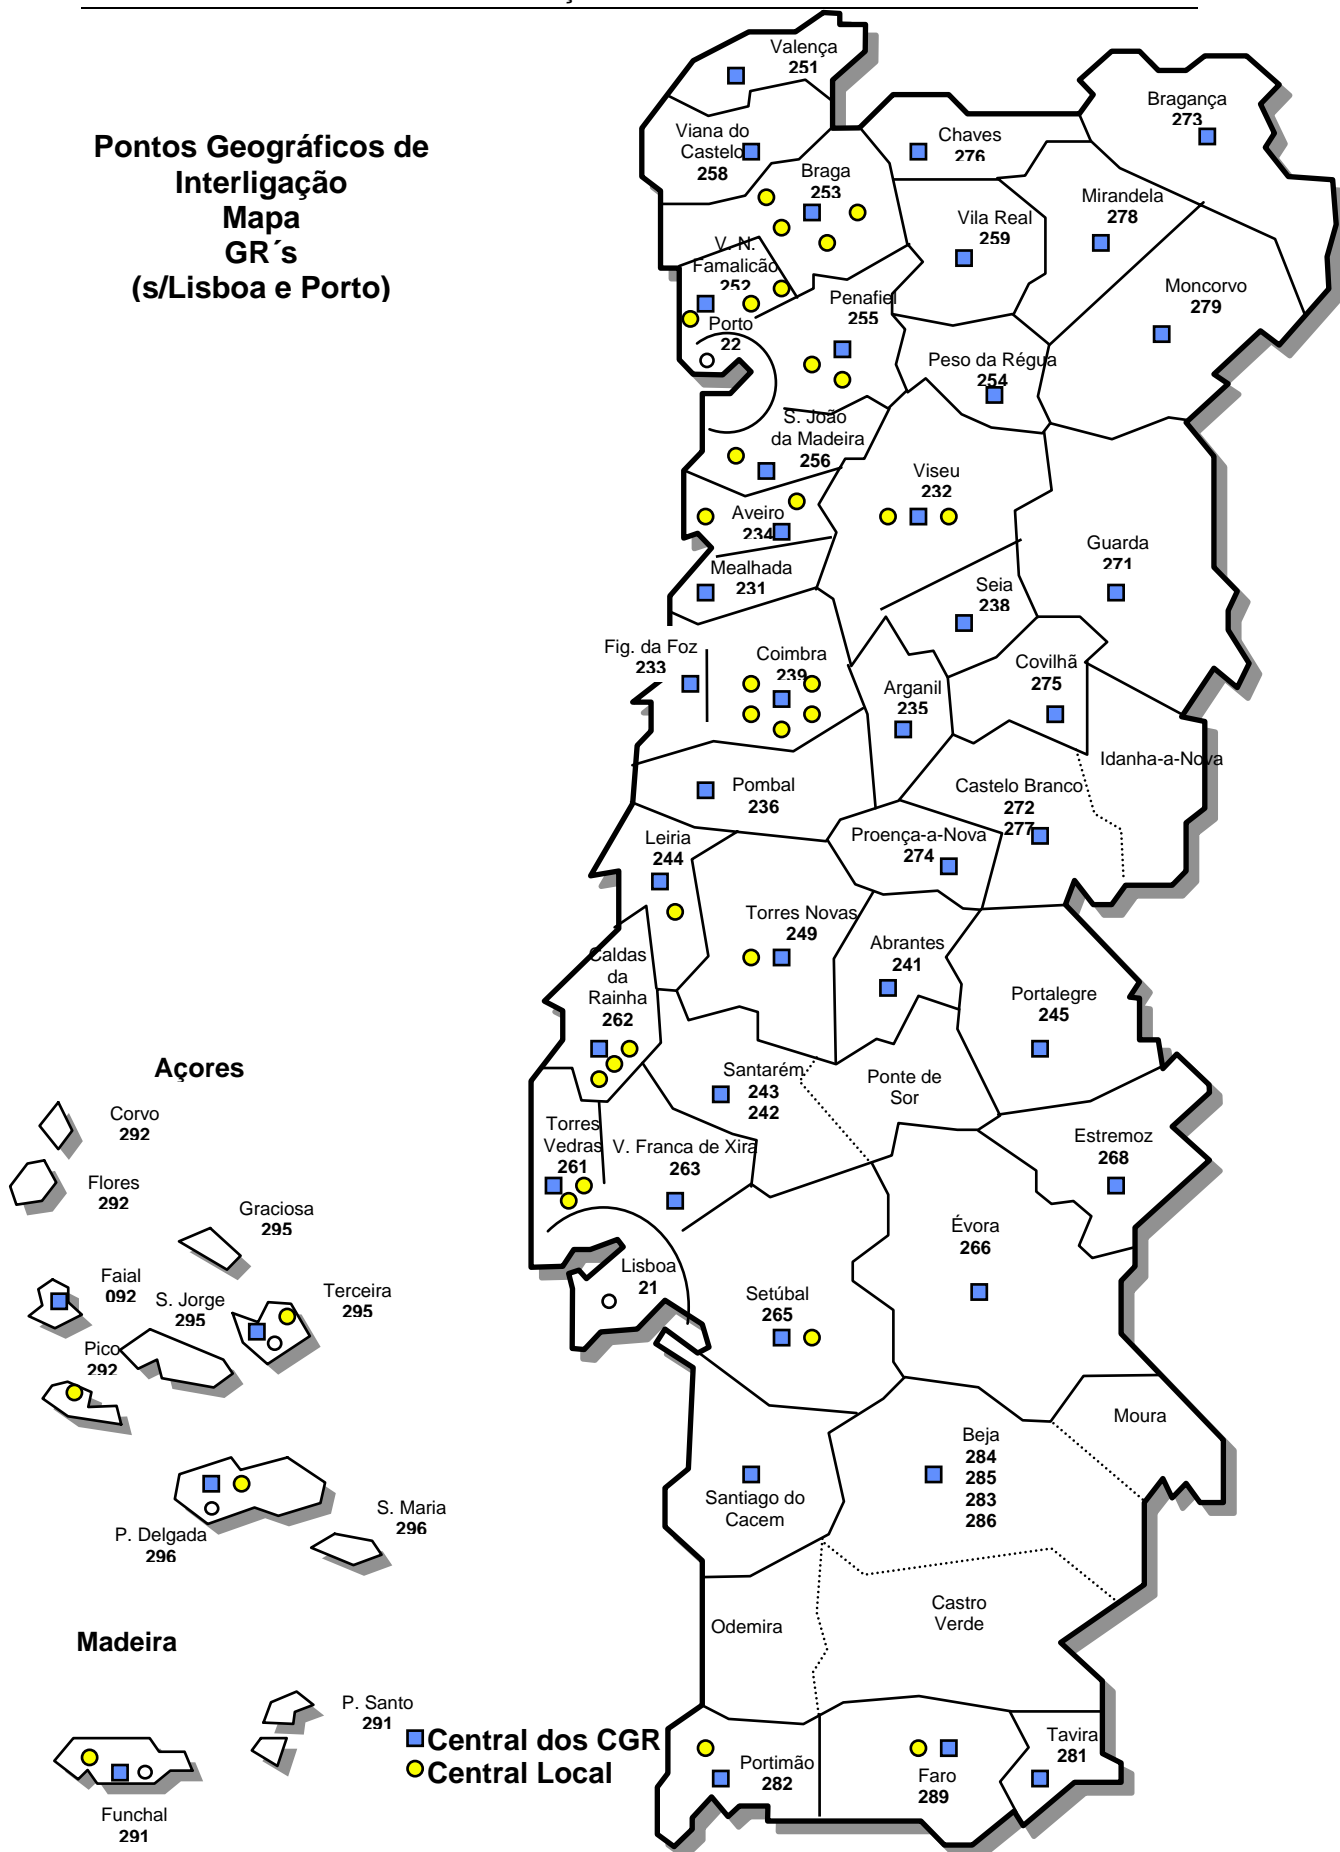 Pontos Geográficos de
Interligação
Mapa
GR´s
(s/Lisboa e Porto)
Valença
251
Bragança
273
Viana do
Castelo
258
Chaves
276
Braga
253
Mirandela
278
Vila Real
259
V. N.
Famalicão
252
Moncorvo
279
Penafiel
255
Porto
22
Peso da Régua
254
S. João
da Madeira
256
Viseu
232
Aveiro
234
Guarda
271
Mealhada
231
Seia
238
Fig. da Foz
233
Coimbra
239
Covilhã
275
Arganil
235
Idanha-a-Nova
Pombal
236
Castelo Branco
272
277
Leiria
244
Proença-a-Nova
274
Torres Novas
249
Abrantes
241
Caldas
da
Rainha
262
Portalegre
245
Santarém
243
242
Ponte de
Sor
Torres
Vedras
261
V. Franca de Xira
263
Estremoz
268
Évora
266
Lisboa
21
Setúbal
265
Moura
Beja
284
285
283
286
Santiago do
Cacem
Castro
Verde
Odemira
Portimão
282
Faro
289
Tavira
281
Açores
Corvo
292
Flores
292
Graciosa
295
Faial
092
S. Jorge
295
Terceira
295
Pico
292
P. Delgada
296
S. Maria
296
Madeira
P. Santo
291
Funchal
291
Central dos CGR
Central Local